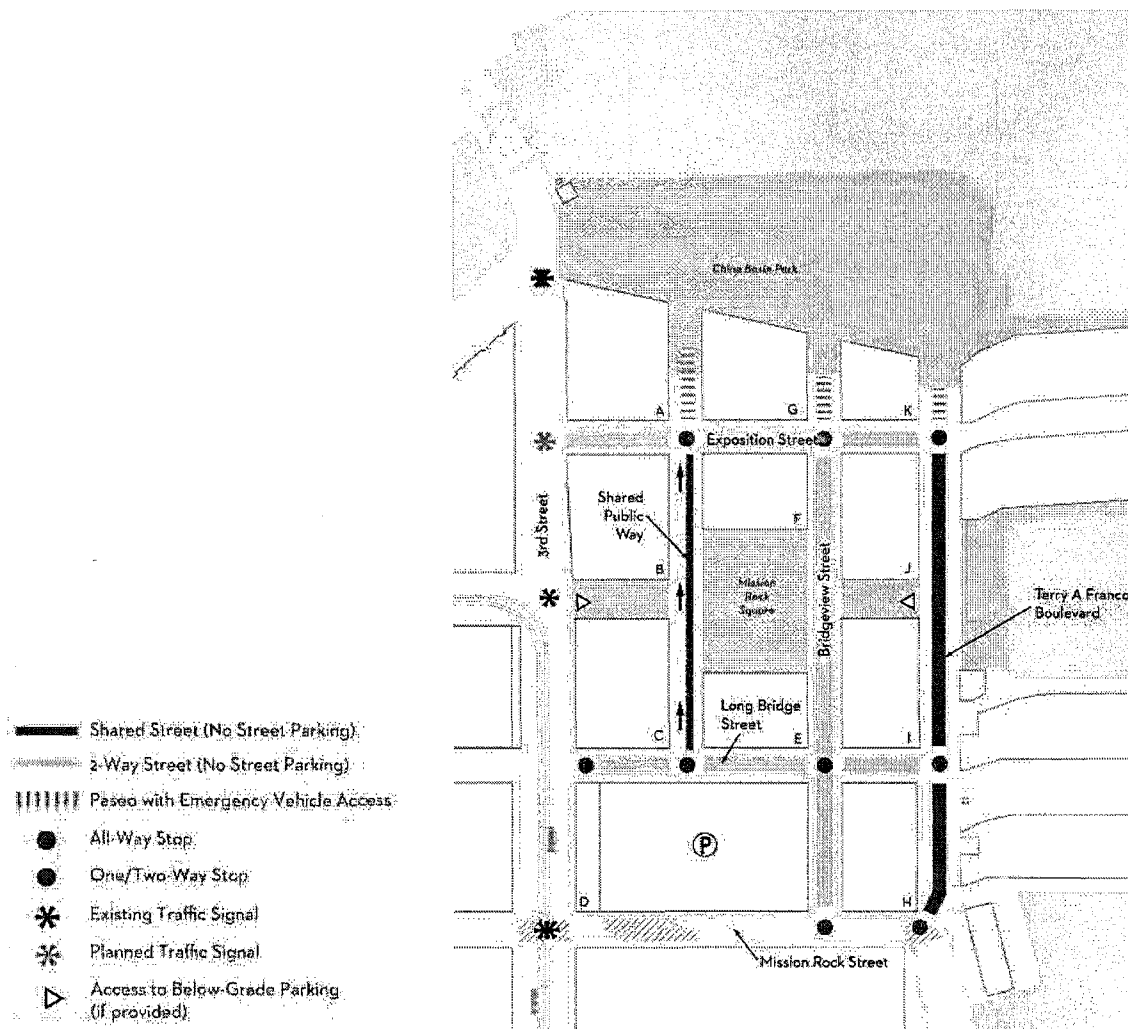 China Basin Park
A
G
K
Exposition Street
Shared
Public
Way
3rd Street
F
B
J
Mission
Rock
Square
Bridgeview Street
Terry A Franco
Boulevard
Long Bridge
Street
C
E
I
P
D
H
Mission Rock Street
Shared Street (No Street Parking)
2-Way Street (No Street Parking)
Paseo with Emergency Vehicle Access
All-Way Stop
One/Two-Way Stop
Existing Traffic Signal
Planned Traffic Signal
Access to Below-Grade Parking
(if provided)